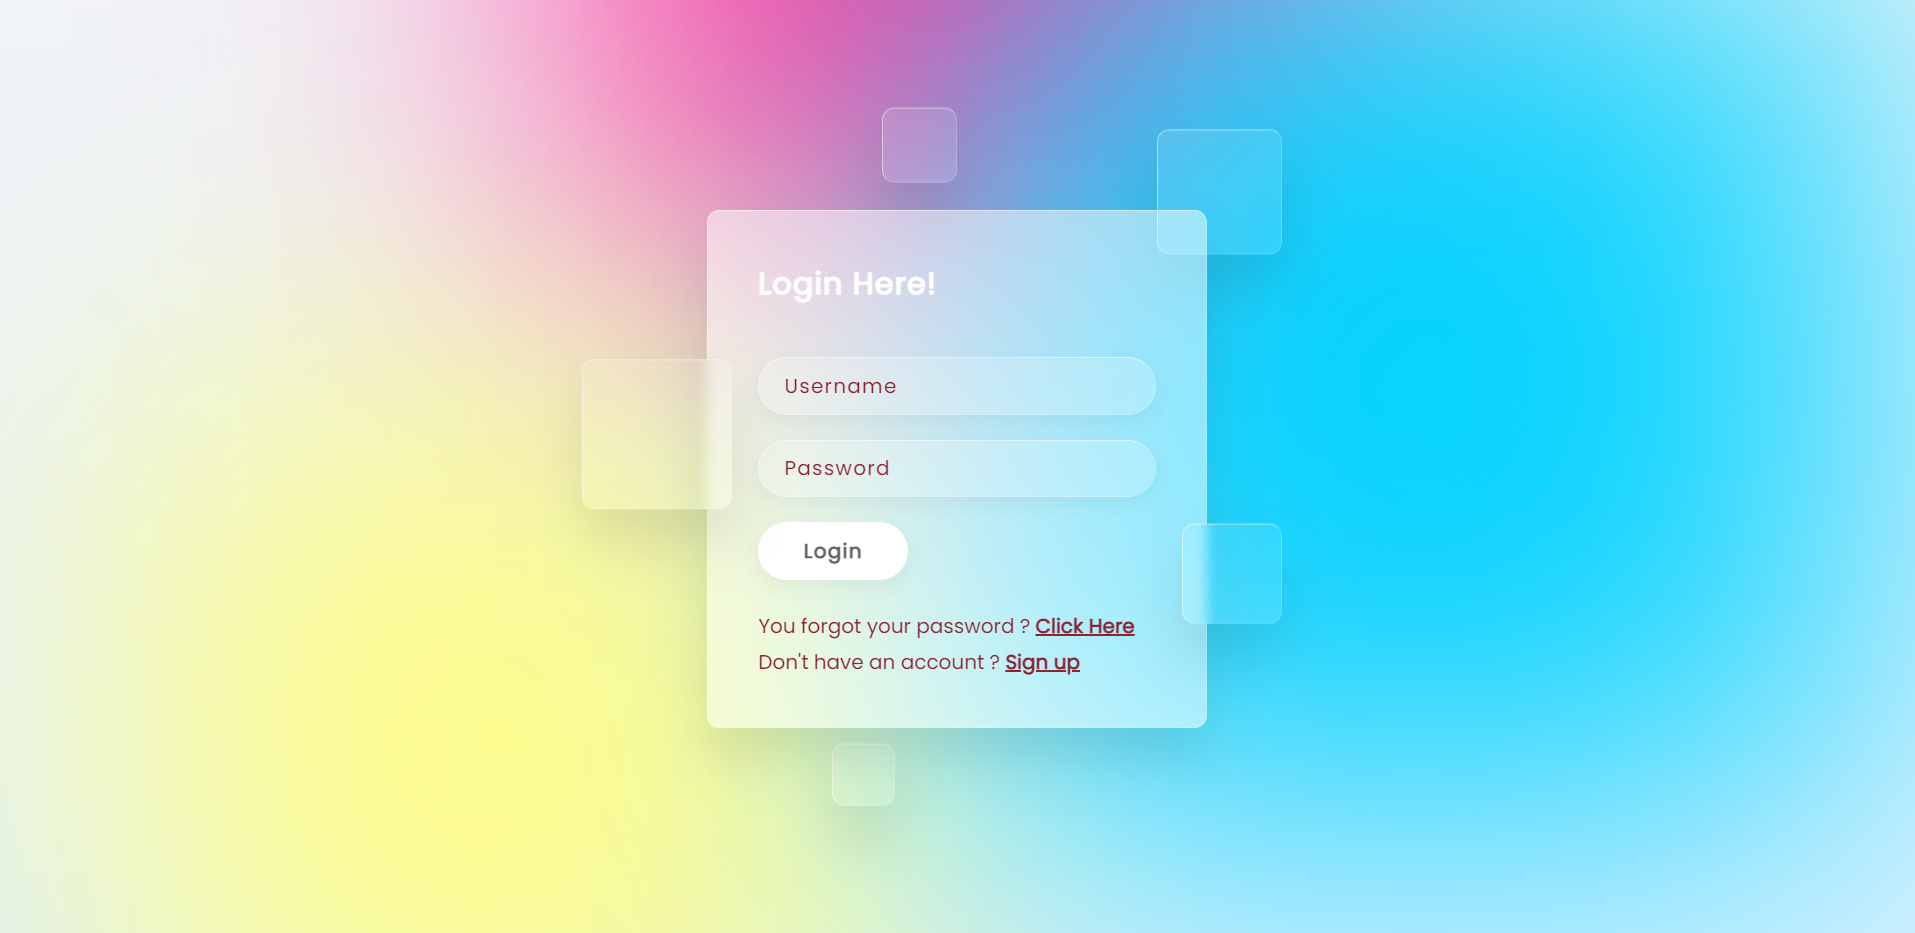 Login Here!
Username
Password
Login
You forgot your password ? Click Here
Don't have an account ? Sign up